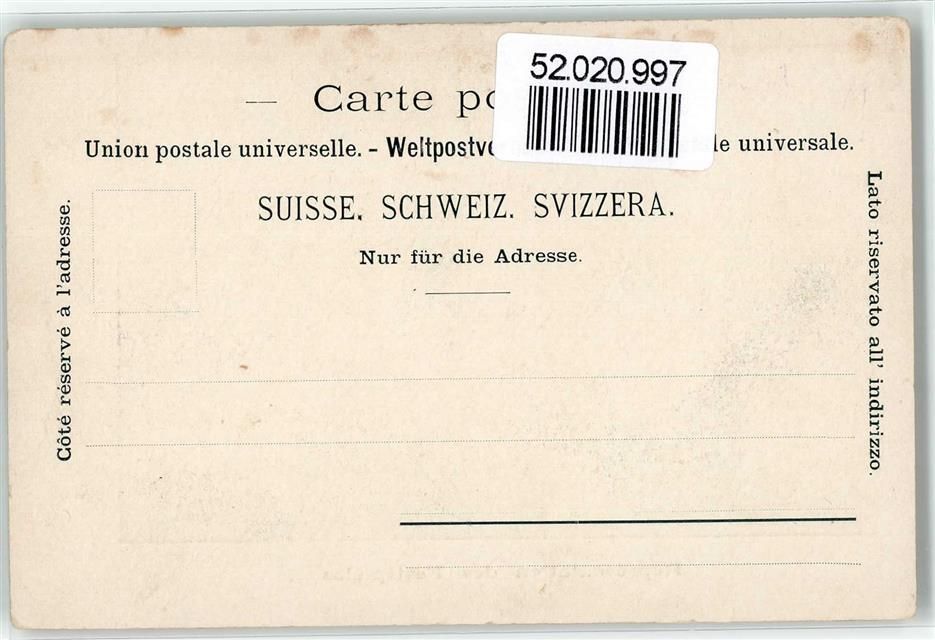 52.020.997
— Carte po
Union postale universelle. - Weltpostve le universale.
SUISSE. SCHWEIZ. SVIZZERA.
Nur für die Adresse.
Côté réservé à l'adresse.
Lato riservato all' indirizzo.